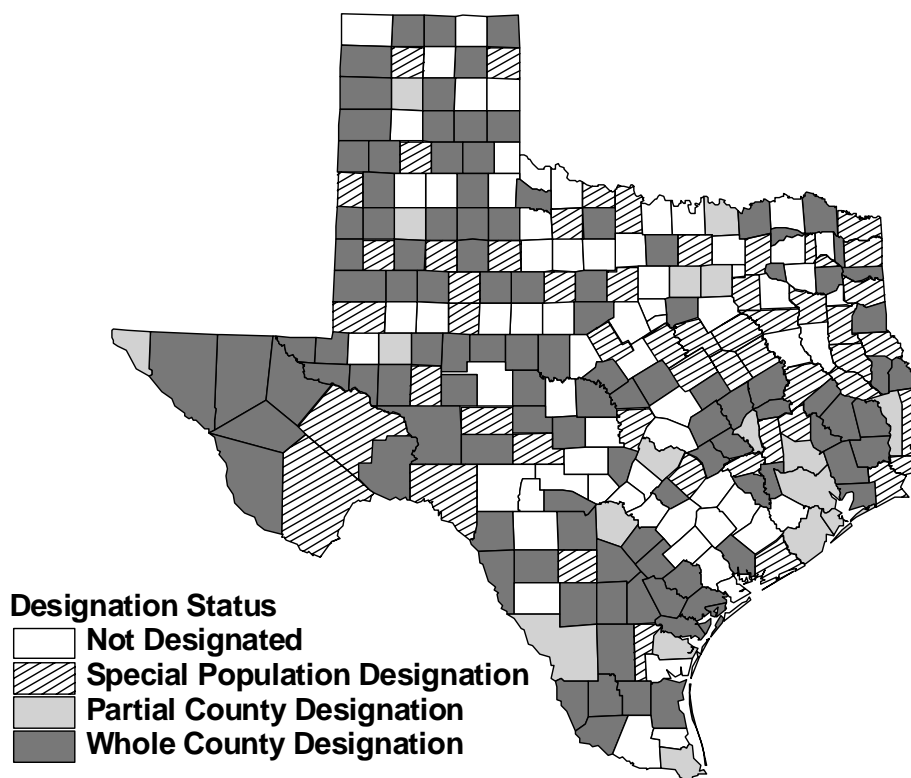 Designation Status
Not Designated
Special Population Designation
Partial County Designation
Whole County Designation